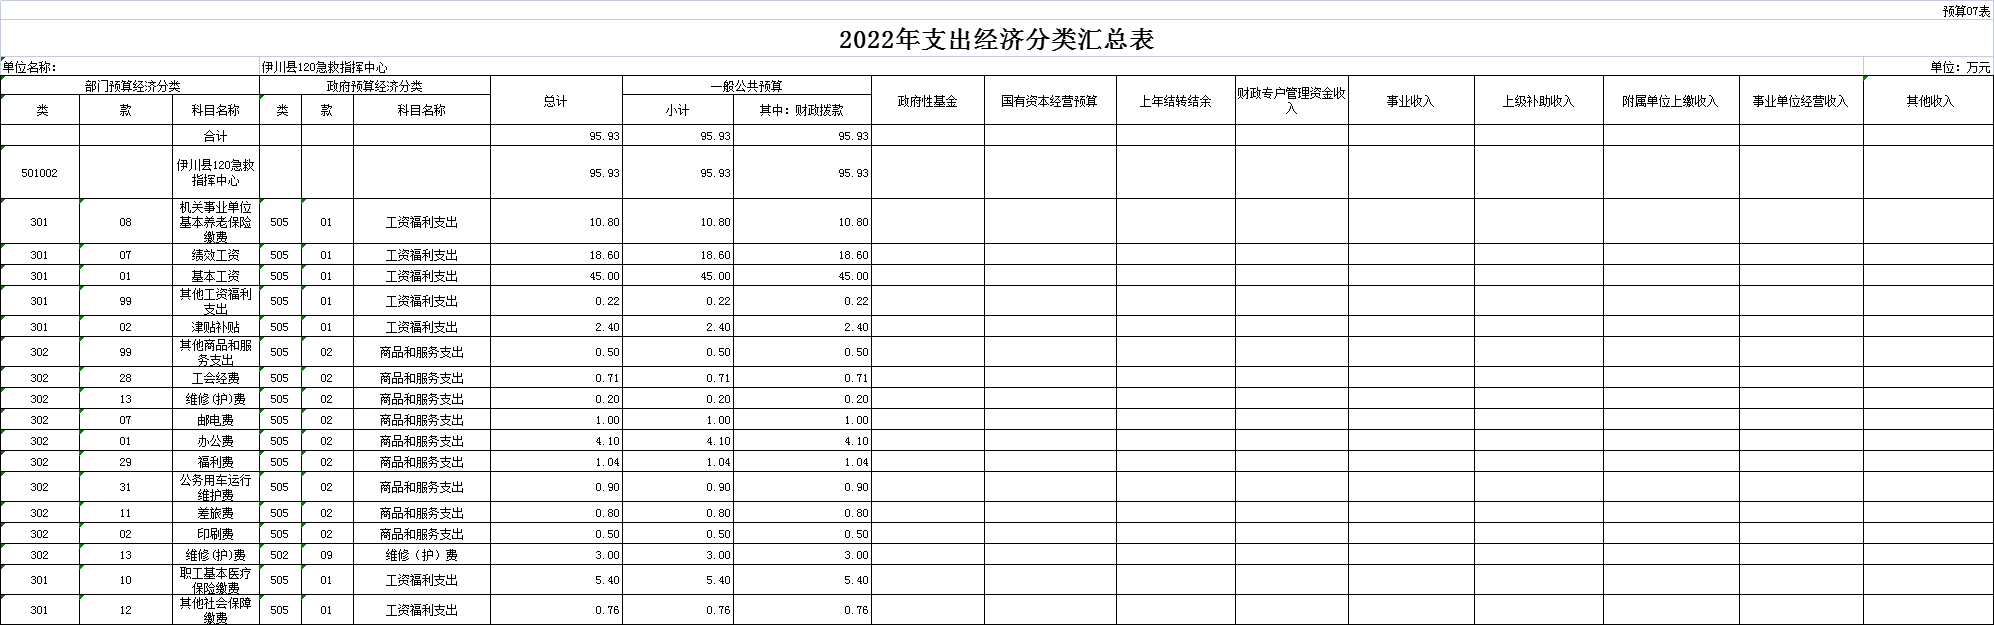 预算07表
2022年支出经济分类汇总表
单位名称： 伊川县120急救指挥中心 单位：万元
部门预算经济分类 政府预算经济分类 总计 一般公共预算 政府性基金 国有资本经营预算 上年结转结余 财政专户管理资金收入 事业收入 上级补助收入 附属单位上缴收入 事业单位经营收入 其他收入
类 款 科目名称 类 款 科目名称 小计 其中：财政拨款
合计 95.93 95.93 95.93
501002 伊川县120急救指挥中心 95.93 95.93 95.93
301 08 机关事业单位基本养老保险缴费 505 01 工资福利支出 10.80 10.80 10.80
301 07 绩效工资 505 01 工资福利支出 18.60 18.60 18.60
301 01 基本工资 505 01 工资福利支出 45.00 45.00 45.00
301 99 其他工资福利支出 505 01 工资福利支出 0.22 0.22 0.22
301 02 津贴补贴 505 01 工资福利支出 2.40 2.40 2.40
302 99 其他商品和服务支出 505 02 商品和服务支出 0.50 0.50 0.50
302 28 工会经费 505 02 商品和服务支出 0.71 0.71 0.71
302 13 维修(护)费 505 02 商品和服务支出 0.20 0.20 0.20
302 07 邮电费 505 02 商品和服务支出 1.00 1.00 1.00
302 01 办公费 505 02 商品和服务支出 4.10 4.10 4.10
302 29 福利费 505 02 商品和服务支出 1.04 1.04 1.04
302 31 公务用车运行维护费 505 02 商品和服务支出 0.90 0.90 0.90
302 11 差旅费 505 02 商品和服务支出 0.80 0.80 0.80
302 02 印刷费 505 02 商品和服务支出 0.50 0.50 0.50
302 13 维修(护)费 502 09 维修（护）费 3.00 3.00 3.00
301 10 职工基本医疗保险缴费 505 01 工资福利支出 5.40 5.40 5.40
301 12 其他社会保障缴费 505 01 工资福利支出 0.76 0.76 0.76